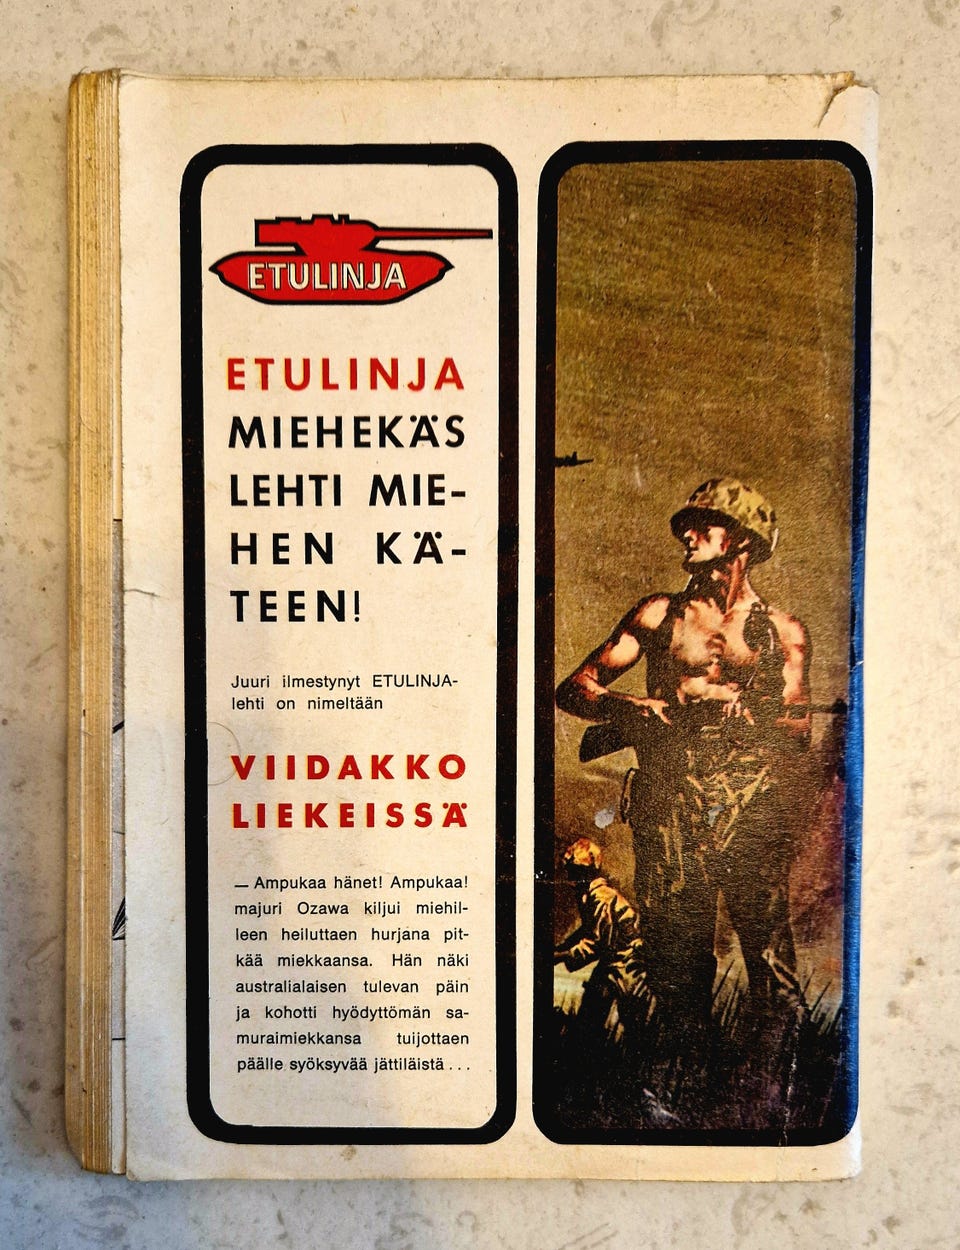 ETULINJA
ETULINJA
MIEHEKÄS
LEHTI MIE-
HEN KÄ-
TEEN!
Juuri ilmestynyt ETULINJA-
lehti on nimeltään
VIIDAKKO
LIEKEISSÄ
— Ampukaa hänet! Ampukaa!
majuri Ozawa kiljui miehil-
leen heiluttaen hurjana pit-
kää miekkaansa. Hän näki
australialaisen tulevan päin
ja kohotti hyödyttömän sa-
muraimiekkansa tuijottaen
päälle syöksyvää jättiläistä . . .